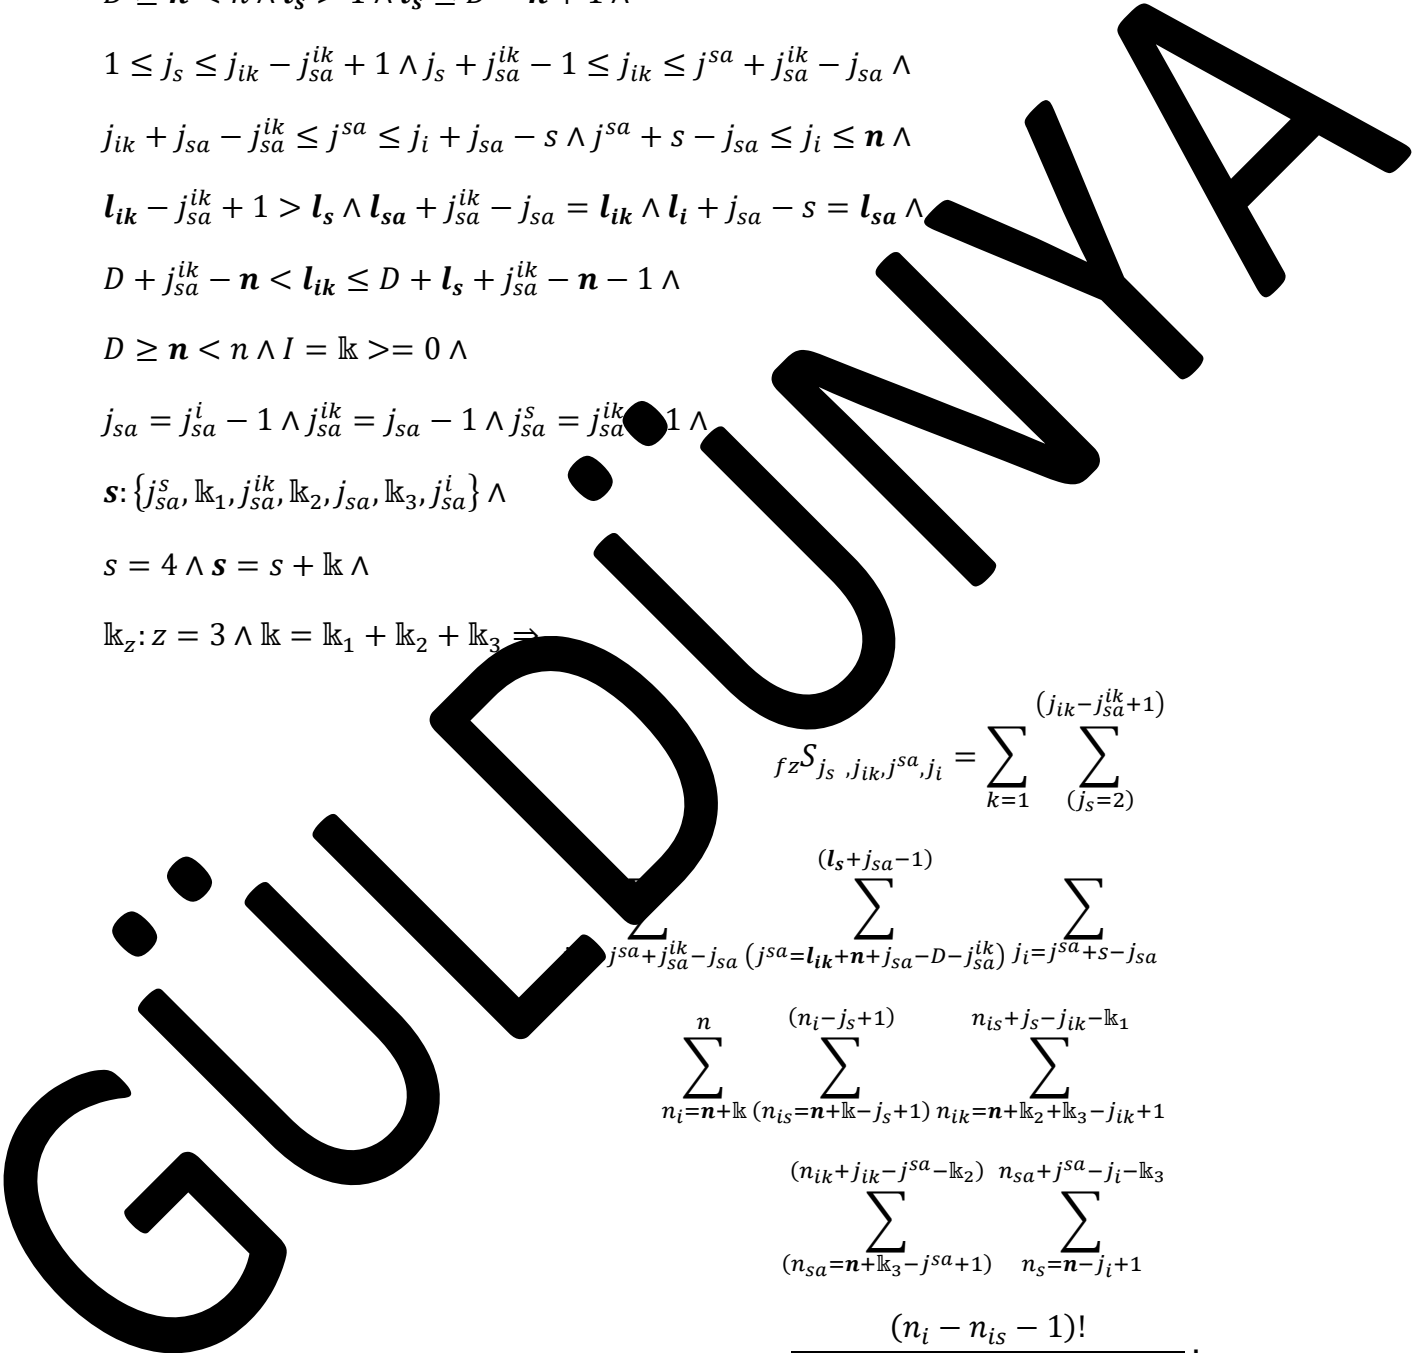 1 ≤ j_s ≤ j_{ik} − j_{sa}^{ik} + 1 ∧ j_s + j_{sa}^{ik} − 1 ≤ j_{ik} ≤ j^{sa} + j_{sa}^{ik} − j_{sa} ∧
j_{ik} + j_{sa} − j_{sa}^{ik} ≤ j^{sa} ≤ j_i + j_{sa} − s ∧ j^{sa} + s − j_{sa} ≤ j_i ≤ n ∧
l_{ik} − j_{sa}^{ik} + 1 > l_s ∧ l_{sa} + j_{sa}^{ik} − j_{sa} = l_{ik} ∧ l_i + j_{sa} − s = l_{sa} ∧
D + j_{sa}^{ik} − n < l_{ik} ≤ D + l_s + j_{sa}^{ik} − n − 1 ∧
D ≥ n < n ∧ I = 𝕜 >= 0 ∧
j_{sa} = j_{sa}^{i} − 1 ∧ j_{sa}^{ik} = j_{sa} − 1 ∧ j_{sa}^{s} = j_{sa}^{ik} 1 ∧
s: {j_{sa}^{s}, 𝕜_1, j_{sa}^{ik}, 𝕜_2, j_{sa}, 𝕜_3, j_{sa}^{i}} ∧
s = 4 ∧ s = s + 𝕜 ∧
𝕜_z: z = 3 ∧ 𝕜 = 𝕜_1 + 𝕜_2 + 𝕜_3 ⇒
_{fz}S_{j_s ,j_{ik},j^{sa},j_i} = ∑_{k=1} ∑_{(j_s=2)}^{(j_{ik}−j_{sa}^{ik}+1)}
∑_{j^{sa}+j_{sa}^{ik}−j_{sa}} ∑_{(j^{sa}=l_{ik}+n+j_{sa}−D−j_{sa}^{ik})}^{(l_s+j_{sa}−1)} ∑_{j_i=j^{sa}+s−j_{sa}}
∑_{n_i=n+𝕜}^{n} ∑_{(n_{is}=n+𝕜−j_s+1)}^{(n_i−j_s+1)} ∑_{n_{ik}=n+𝕜_2+𝕜_3−j_{ik}+1}^{n_{is}+j_s−j_{ik}−𝕜_1}
∑_{(n_{sa}=n+𝕜_3−j^{sa}+1)}^{(n_{ik}+j_{ik}−j^{sa}−𝕜_2)} ∑_{n_s=n−j_i+1}^{n_{sa}+j^{sa}−j_i−𝕜_3}
(n_i − n_{is} − 1)!
GÜLDÜNYA